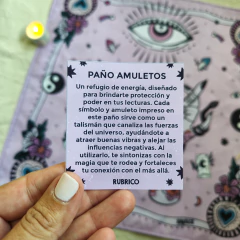 PAÑO AMULETOS
Un refugio de energía, diseñado
para brindarte protección y
poder en tus lecturas. Cada
símbolo y amuleto impreso en
este paño sirve como un
talismán que canaliza las fuerzas
del universo, ayudándote a
atraer buenas vibras y alejar las
influencias negativas. Al
utilizarlo, te sintonizas con la
magia que te rodea y fortaleces
tu conexión con el más allá.
RUBRICO